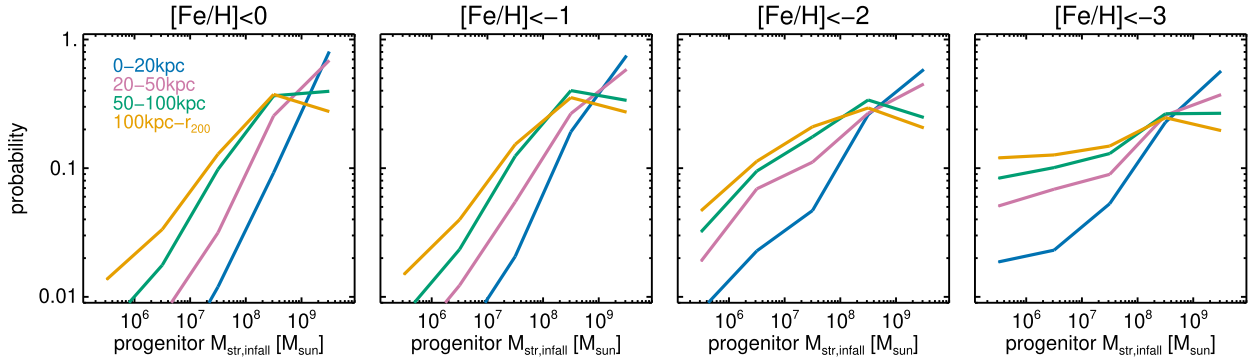 [Fe/H]<0 [Fe/H]<−1 [Fe/H]<−2 [Fe/H]<−3
1.
0.1
0.01
probability
0−20kpc
20−50kpc
50−100kpc
100kpc−r200
10^6 10^7 10^8 10^9 10^6 10^7 10^8 10^9 10^6 10^7 10^8 10^9 10^6 10^7 10^8 10^9
progenitor Mstr,infall [Msun] progenitor Mstr,infall [Msun] progenitor Mstr,infall [Msun] progenitor Mstr,infall [Msun]